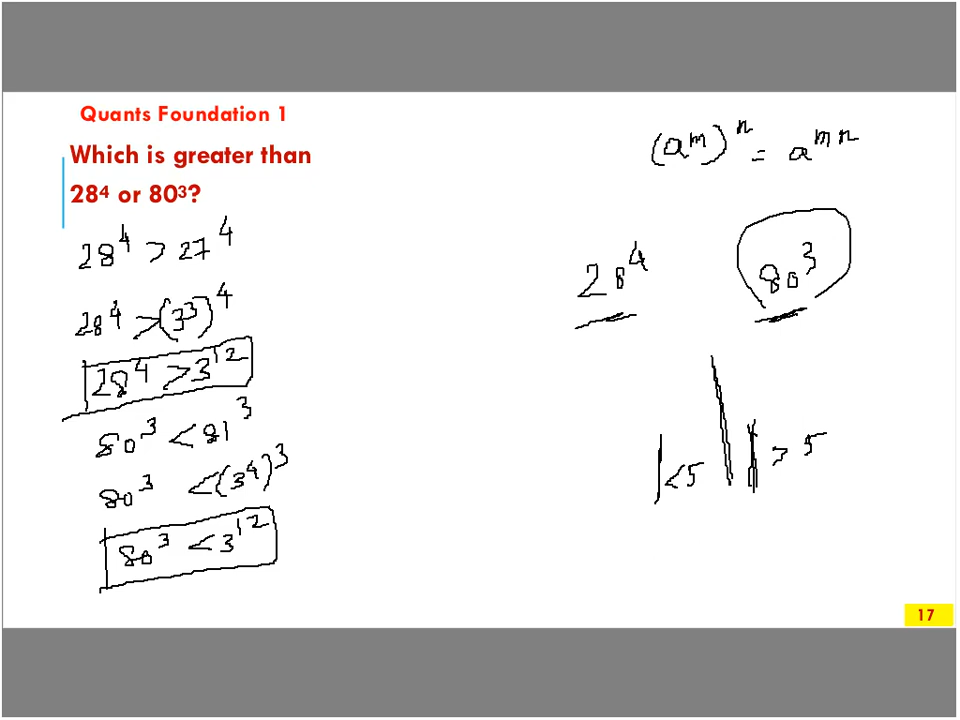 Quants Foundation 1
Which is greater than
28⁴ or 80³?
28⁴ > 27⁴
28⁴ > (3³)⁴
28⁴ > 3¹²
80³ < 81³
80³ < (3⁴)³
80³ < 3¹²
(aᵐ)ⁿ = aᵐⁿ
28⁴ 80³
< 5 > 5
17